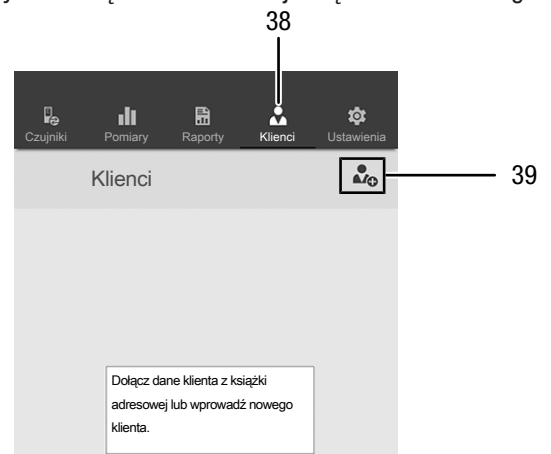 38
Czujniki Pomiary Raporty Klienci Ustawienia
Klienci
39
Dołącz dane klienta z książki
adresowej lub wprowadź nowego
klienta.